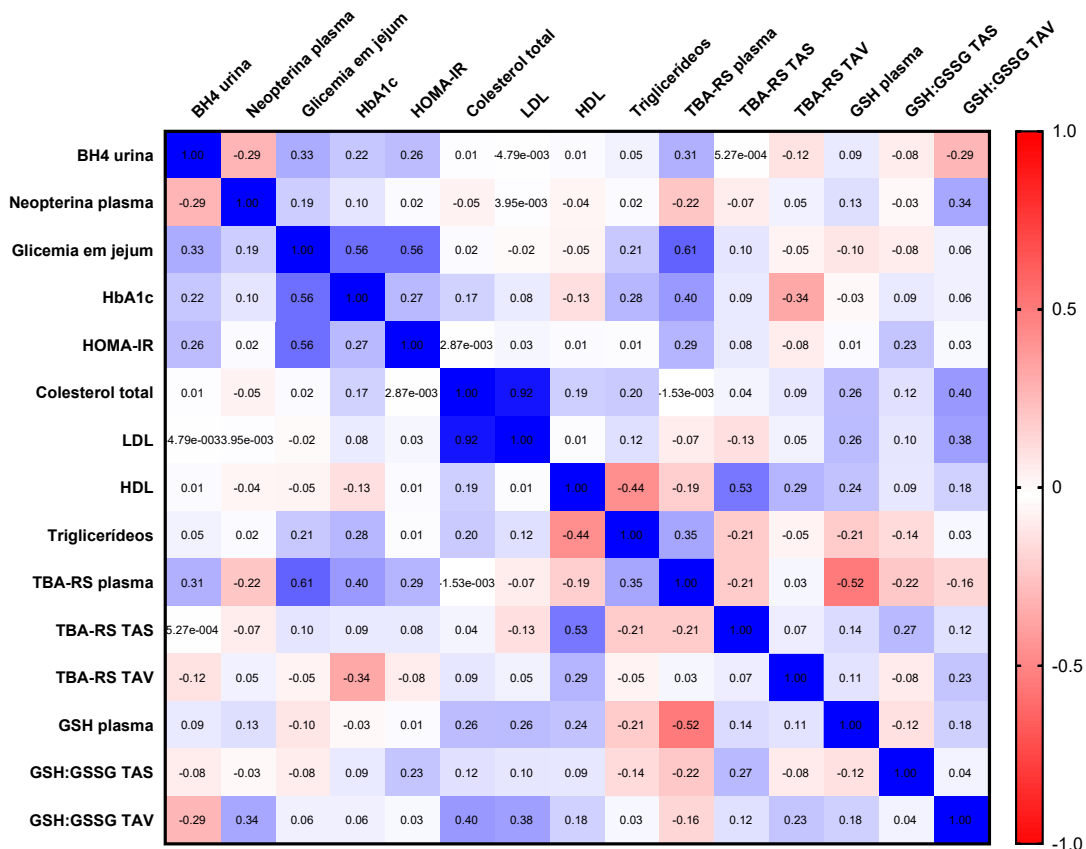 BH4 urina Neopterina plasma Glicemia em jejum HbA1c HOMA-IR Colesterol total LDL HDL Triglicerídeos TBA-RS plasma TBA-RS TAS TBA-RS TAV GSH plasma GSH:GSSG TAS GSH:GSSG TAV
BH4 urina 1.00 -0.29 0.33 0.22 0.26 0.01 -4.79e-003 0.01 0.05 0.31 5.27e-004 -0.12 0.09 -0.08 -0.29
Neopterina plasma -0.29 1.00 0.19 0.10 0.02 -0.05 3.95e-003 -0.04 0.02 -0.22 -0.07 0.05 0.13 -0.03 0.34
Glicemia em jejum 0.33 0.19 1.00 0.56 0.56 0.02 -0.02 -0.05 0.21 0.61 0.10 -0.05 -0.10 -0.08 0.06
HbA1c 0.22 0.10 0.56 1.00 0.27 0.17 0.08 -0.13 0.28 0.40 0.09 -0.34 -0.03 0.09 0.06
HOMA-IR 0.26 0.02 0.56 0.27 1.00 2.87e-003 0.03 0.01 0.01 0.29 0.08 -0.08 0.01 0.23 0.03
Colesterol total 0.01 -0.05 0.02 0.17 2.87e-003 1.00 0.92 0.19 0.20 -1.53e-003 0.04 0.09 0.26 0.12 0.40
LDL -4.79e-003 3.95e-003 -0.02 0.08 0.03 0.92 1.00 0.01 0.12 -0.07 -0.13 0.05 0.26 0.10 0.38
HDL 0.01 -0.04 -0.05 -0.13 0.01 0.19 0.01 1.00 -0.44 -0.19 0.53 0.29 0.24 0.09 0.18
Triglicerídeos 0.05 0.02 0.21 0.28 0.01 0.20 0.12 -0.44 1.00 0.35 -0.21 -0.05 -0.21 -0.14 0.03
TBA-RS plasma 0.31 -0.22 0.61 0.40 0.29 -1.53e-003 -0.07 -0.19 0.35 1.00 -0.21 0.03 -0.52 -0.22 -0.16
TBA-RS TAS 5.27e-004 -0.07 0.10 0.09 0.08 0.04 -0.13 0.53 -0.21 -0.21 1.00 0.07 0.14 0.27 0.12
TBA-RS TAV -0.12 0.05 -0.05 -0.34 -0.08 0.09 0.05 0.29 -0.05 0.03 0.07 1.00 0.11 -0.08 0.23
GSH plasma 0.09 0.13 -0.10 -0.03 0.01 0.26 0.26 0.24 -0.21 -0.52 0.14 0.11 1.00 -0.12 0.18
GSH:GSSG TAS -0.08 -0.03 -0.08 0.09 0.23 0.12 0.10 0.09 -0.14 -0.22 0.27 -0.08 -0.12 1.00 0.04
GSH:GSSG TAV -0.29 0.34 0.06 0.06 0.03 0.40 0.38 0.18 0.03 -0.16 0.12 0.23 0.18 0.04 1.00
1.0
0.5
0
-0.5
-1.0